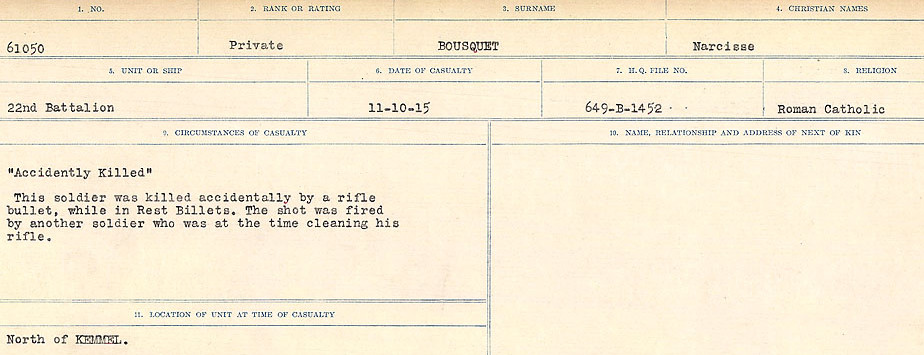 1. NO. 2. RANK OR RATING 3. SURNAME 4. CHRISTIAN NAMES
61050 Private BOUSQUET Narcisse
5. UNIT OR SHIP 6. DATE OF CASUALTY 7. H.Q. FILE NO. 8. RELIGION
22nd Battalion 11-10-15 649-B-1452 Roman Catholic
9. CIRCUMSTANCES OF CASUALTY
"Accidently Killed"
This soldier was killed accidentally by a rifle
bullet, while in Rest Billets. The shot was fired
by another soldier who was at the time cleaning his
rifle.
10. NAME, RELATIONSHIP AND ADDRESS OF NEXT OF KIN
11. LOCATION OF UNIT AT TIME OF CASUALTY
North of KEMMEL.